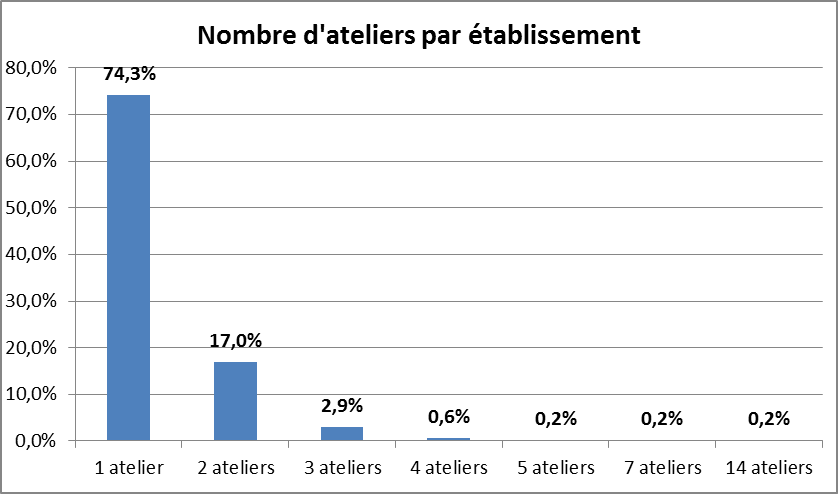 Nombre d'ateliers par établissement
80,0%
70,0%
60,0%
50,0%
40,0%
30,0%
20,0%
10,0%
0,0%
74,3%
17,0%
2,9%
0,6%
0,2%
0,2%
0,2%
1 atelier
2 ateliers
3 ateliers
4 ateliers
5 ateliers
7 ateliers
14 ateliers